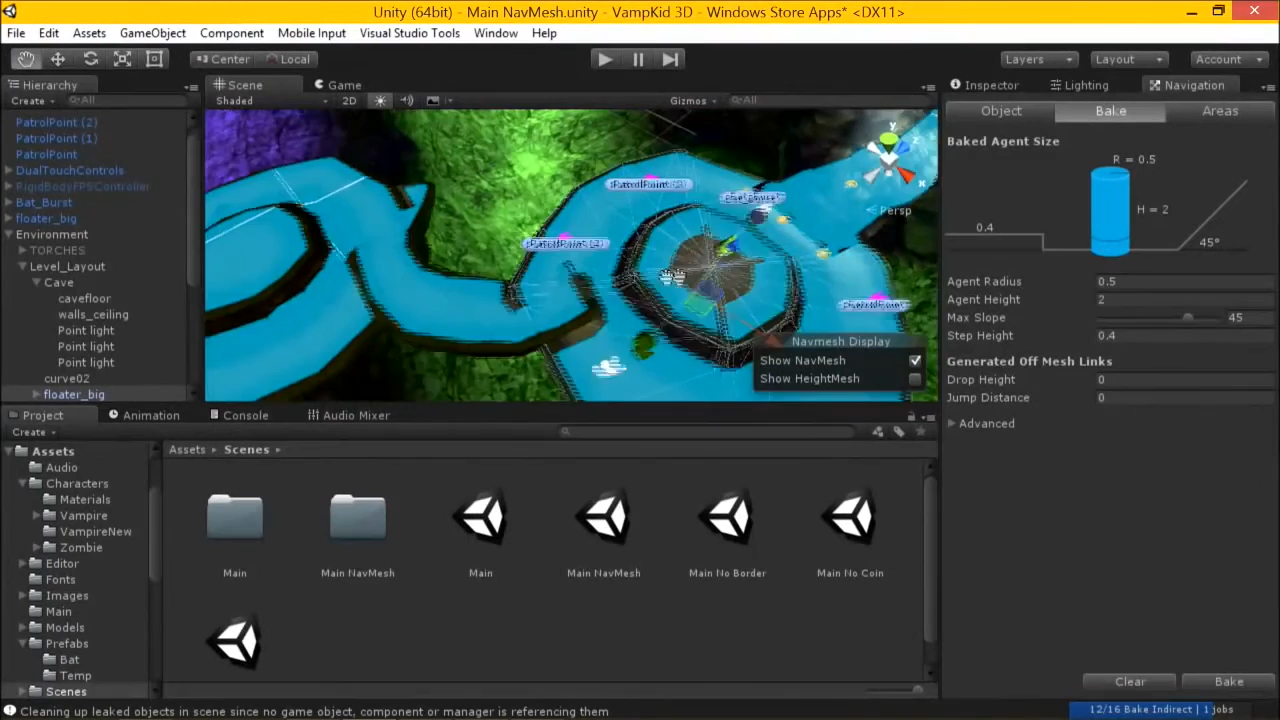 Unity (64bit) - Main NavMesh.unity - VampKid 3D - Windows Store Apps* <DX11>
File Edit Assets GameObject Component Mobile Input Visual Studio Tools Window Help
Center Local Layers Layout Account
Hierarchy
Create All
PatrolPoint (2)
PatrolPoint (1)
PatrolPoint
DualTouchControls
RigidBodyFPSController
Bat_Burst
floater_big
Environment
TORCHES
Level_Layout
Cave
cavefloor
walls_ceiling
Point light
Point light
Point light
curve02
floater_big
Scene Game
Shaded 2D Gizmos All
y
z
x
Persp
PatrolPoint (2)
PatrolPoint
Navmesh Display
Show NavMesh
Show HeightMesh
Inspector Lighting Navigation
Object Bake Areas
Baked Agent Size
R = 0.5
H = 2
0.4
45°
Agent Radius 0.5
Agent Height 2
Max Slope 45
Step Height 0.4
Generated Off Mesh Links
Drop Height 0
Jump Distance 0
Advanced
Clear Bake
Project Animation Console Audio Mixer
Create
Assets
Audio
Characters
Materials
Vampire
VampireNew
Zombie
Editor
Fonts
Images
Main
Models
Prefabs
Bat
Temp
Scenes
Assets Scenes
Main Main NavMesh Main Main NavMesh Main No Border Main No Coin
Cleaning up leaked objects in scene since no game object, component or manager is referencing them
12/16 Bake Indirect | 1 jobs